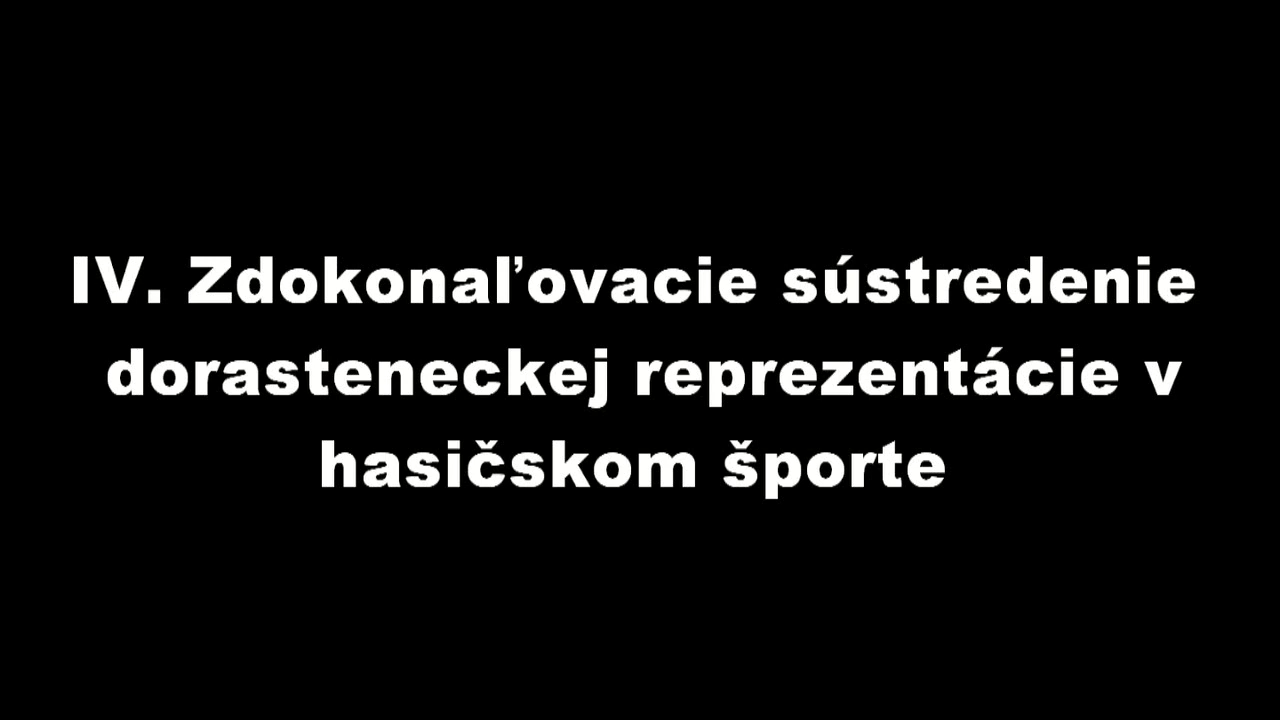 IV. Zdokonaľovacie sústredenie
dorasteneckej reprezentácie v
hasičskom športe